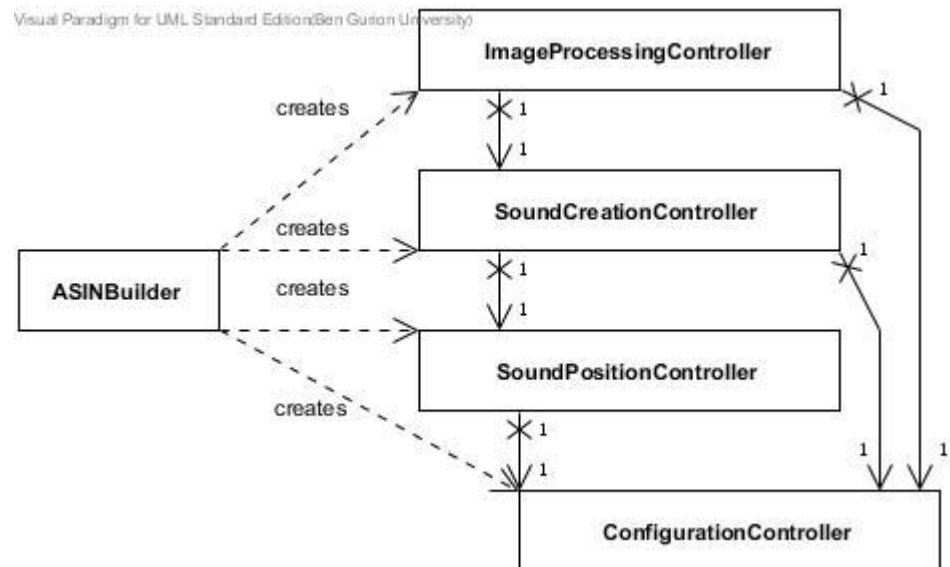 Visual Paradigm for UML Standard Edition(Ben Gurion University)
ImageProcessingController
creates
1
1
1
SoundCreationController
creates
1
1
ASINBuilder
creates
1
SoundPositionController
creates
1
1
1
1
ConfigurationController